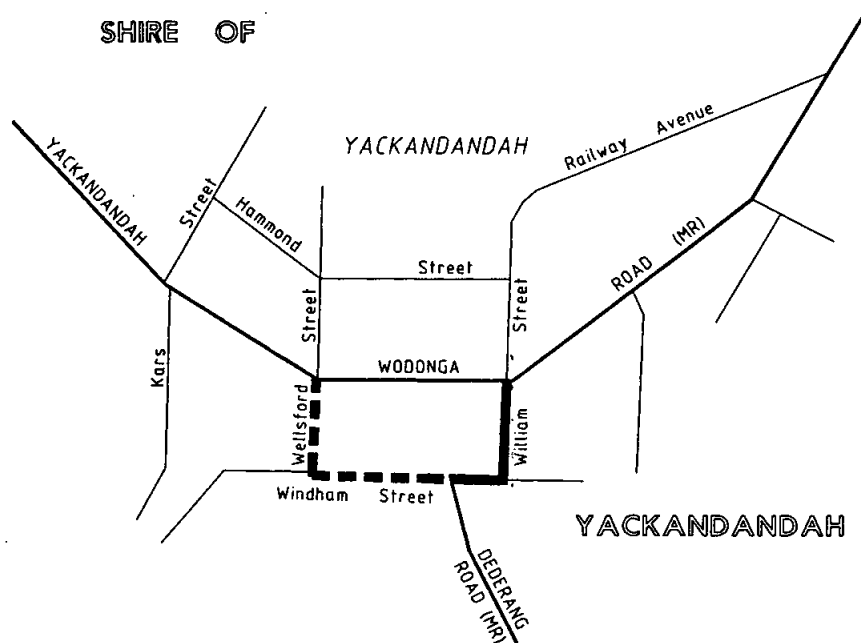 SHIRE OF
YACKANDANDAH
YACKANDANDAH
Street
Hammond
Street
Railway Avenue
ROAD (MR)
Street
Street
Kars
WODONGA
Wellsford
William
Windham Street
YACKANDANDAH
DEDERANG
ROAD (MR)